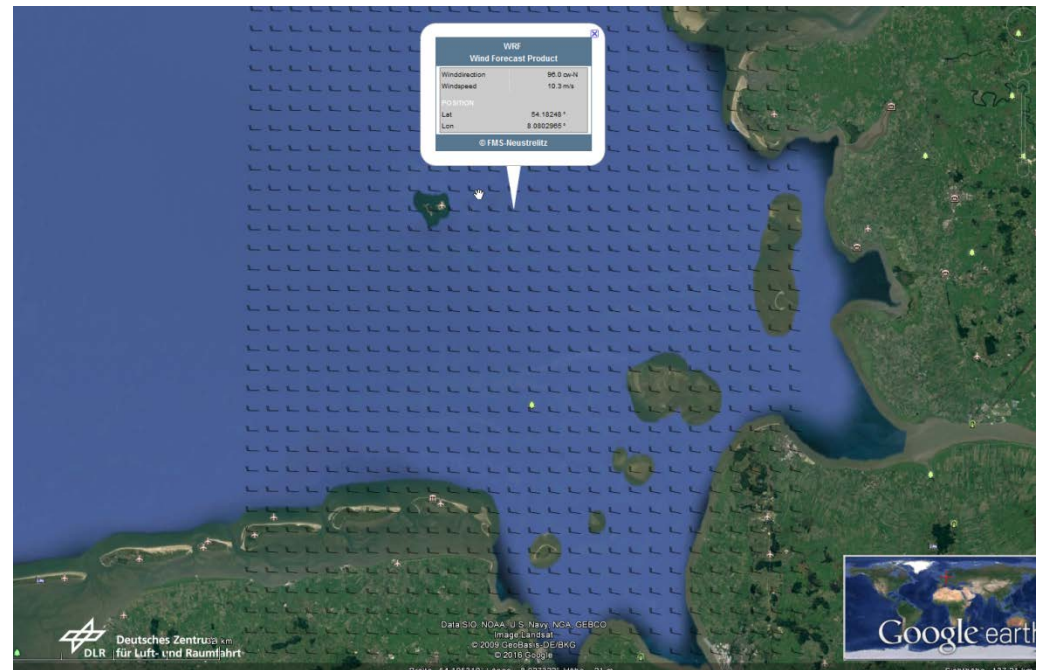 WRF
Wind Forecast Product
Winddirection 96.0 cw-N
Windspeed 10.3 m/s
POSITION
Lat 54.18248 °
Lon 8.0802965 °
© FMS-Neustrelitz
Data SIO, NOAA, U.S. Navy, NGA, GEBCO
Image Landsat
© 2009 GeoBasis-DE/BKG
© 2016 Google
Deutsches Zentrum
DLR für Luft- und Raumfahrt
Google earth